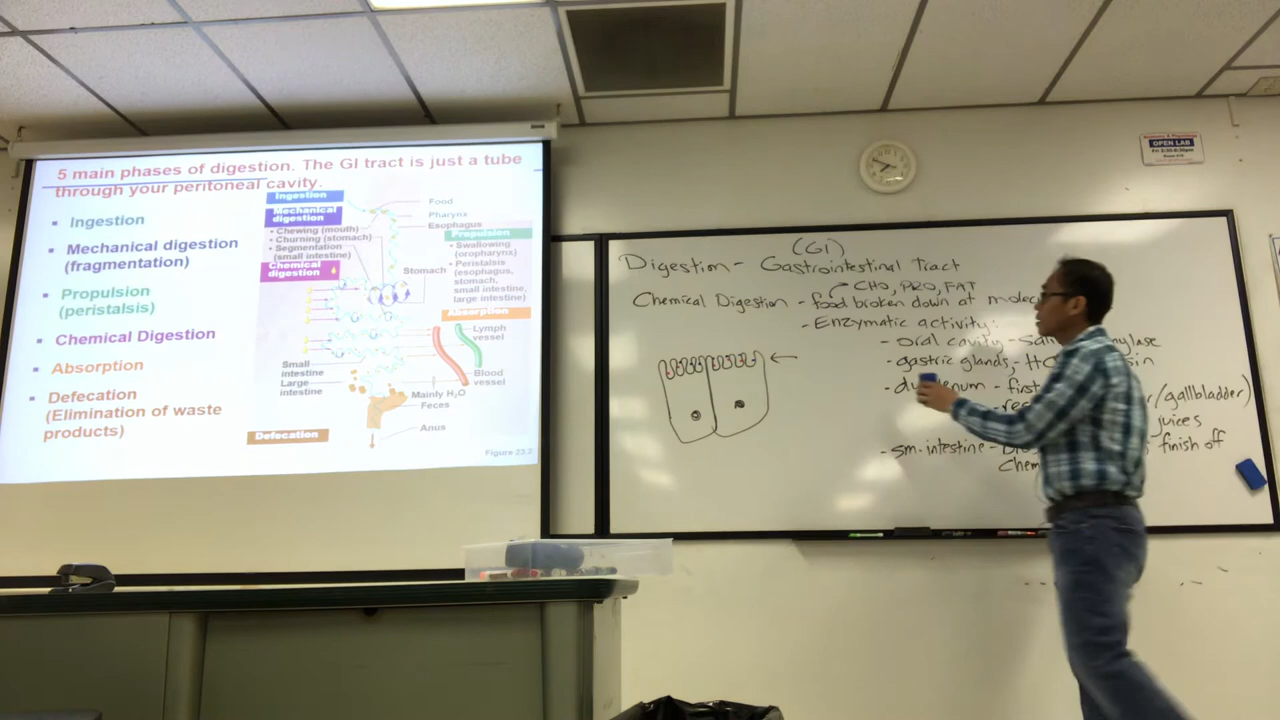 5 main phases of digestion. The GI tract is just a tube
through your peritoneal cavity.
Ingestion
Mechanical digestion
(fragmentation)
Propulsion
(peristalsis)
Chemical Digestion
Absorption
Defecation
(Elimination of waste
products)
Ingestion
Mechanical
digestion
• Chewing (mouth)
• Churning (stomach)
• Segmentation
(small intestine)
Chemical
digestion
Food
Pharynx
Esophagus
Propulsion
• Swallowing
(oropharynx)
• Peristalsis
(esophagus,
stomach,
small intestine,
large intestine)
Stomach
Absorption
Lymph
vessel
Small
intestine
Large
intestine
Blood
vessel
Mainly H2O
Feces
Anus
Defecation
Figure 23.2
(GI)
Digestion - Gastrointestinal Tract
CHO, PRO, FAT
Chemical Digestion - food broken down at
- Enzymatic activity:
- oral cavity -
- gastric glands,
- first
(gallbladder)
juices
- sm. intestine - finish off
OPEN LAB